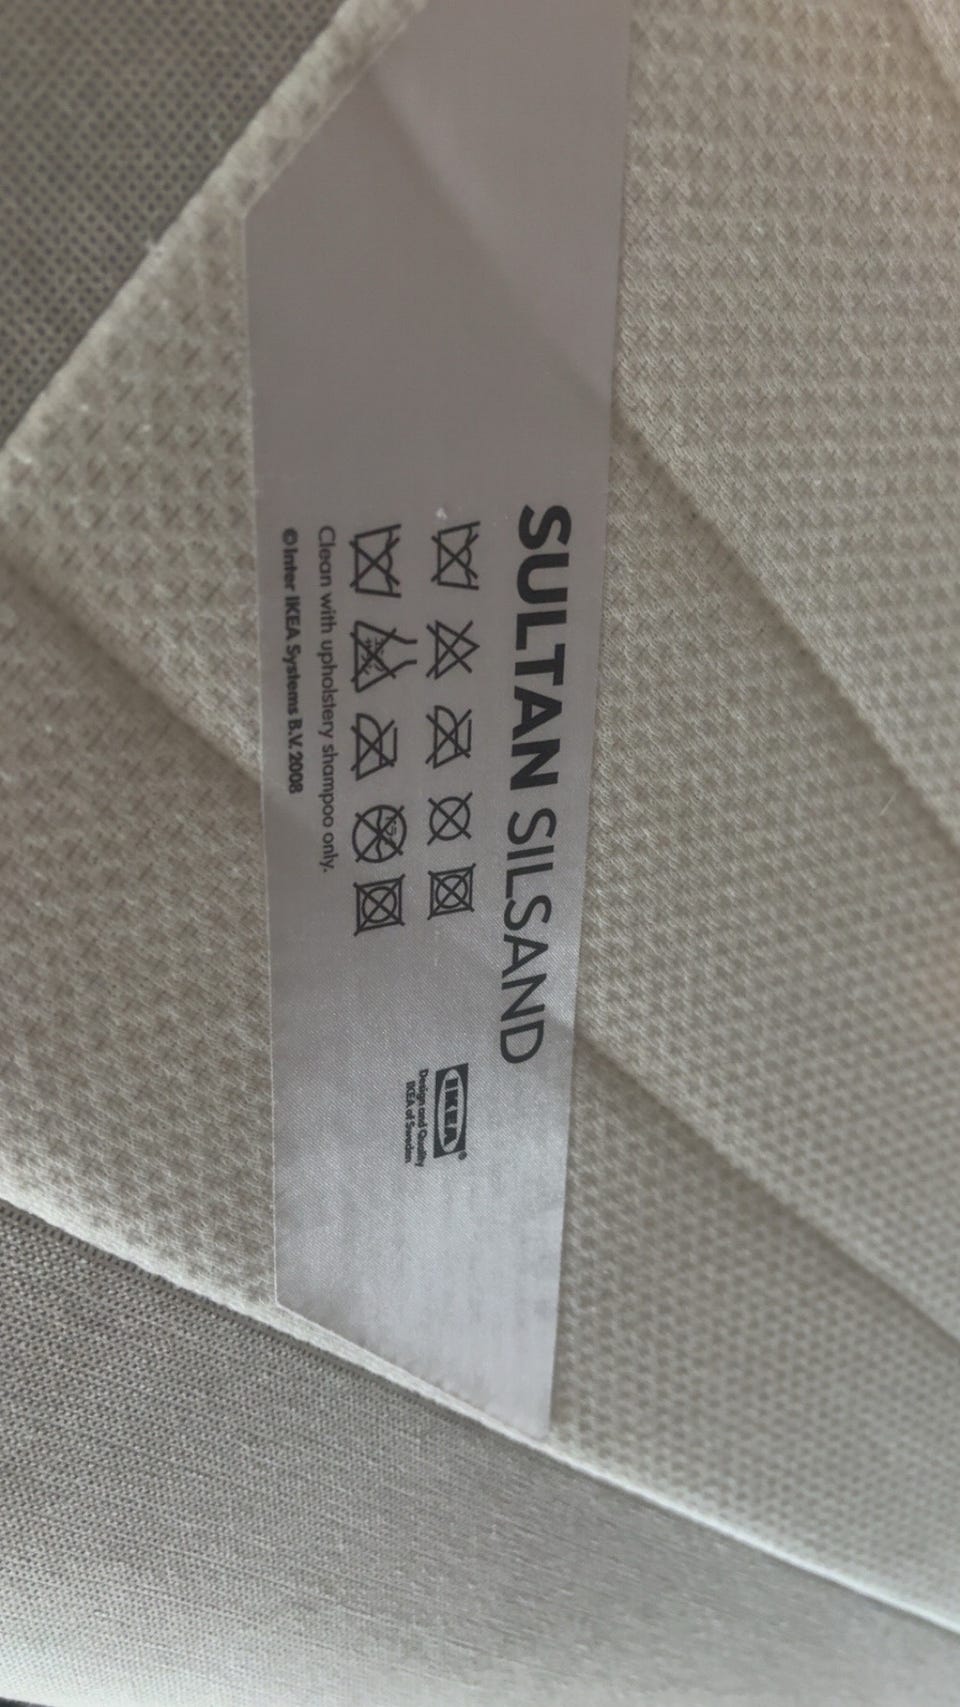 SULTAN SILSAND
Clean with upholstery shampoo only.
©Inter IKEA Systems B.V. 2008
IKEA®
Design and Quality
IKEA of Sweden